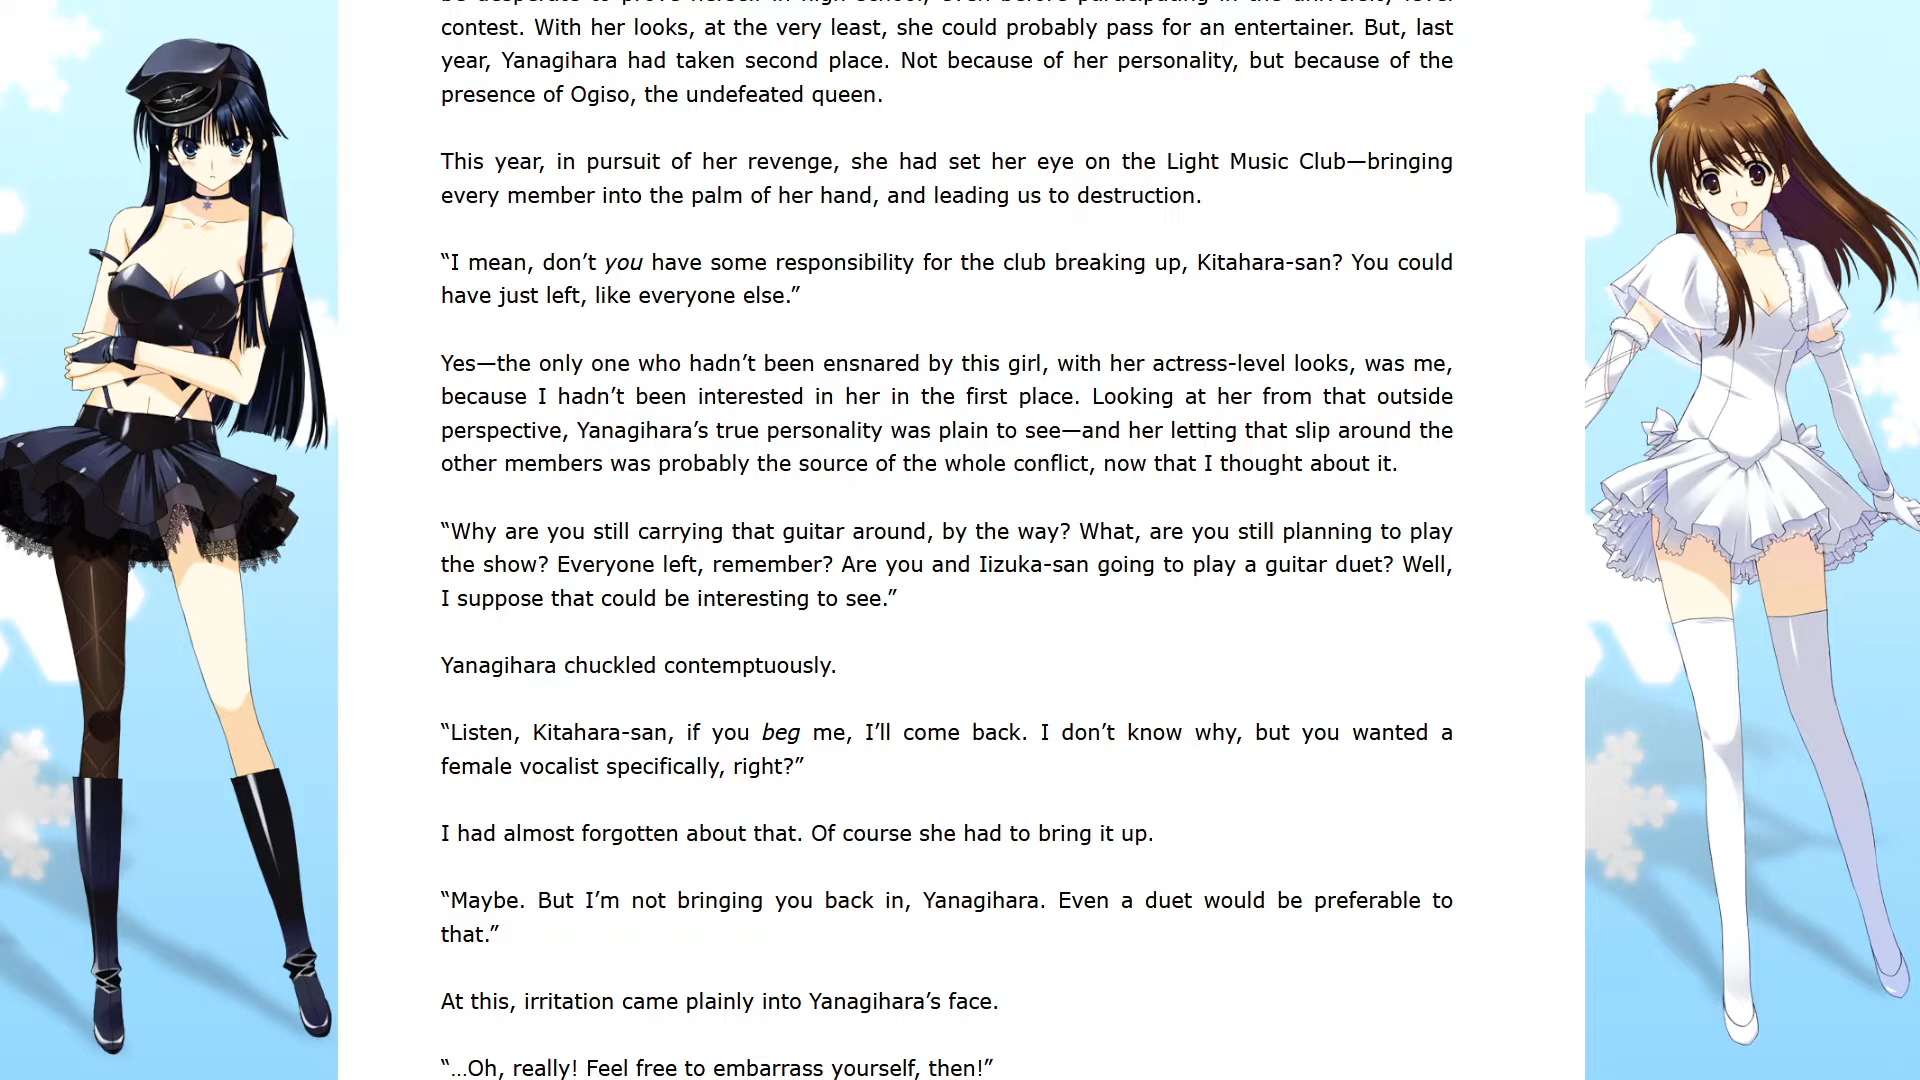 contest. With her looks, at the very least, she could probably pass for an entertainer. But, last
year, Yanagihara had taken second place. Not because of her personality, but because of the
presence of Ogiso, the undefeated queen.
This year, in pursuit of her revenge, she had set her eye on the Light Music Club—bringing
every member into the palm of her hand, and leading us to destruction.
“I mean, don’t you have some responsibility for the club breaking up, Kitahara-san? You could
have just left, like everyone else.”
Yes—the only one who hadn’t been ensnared by this girl, with her actress-level looks, was me,
because I hadn’t been interested in her in the first place. Looking at her from that outside
perspective, Yanagihara’s true personality was plain to see—and her letting that slip around the
other members was probably the source of the whole conflict, now that I thought about it.
“Why are you still carrying that guitar around, by the way? What, are you still planning to play
the show? Everyone left, remember? Are you and Iizuka-san going to play a guitar duet? Well,
I suppose that could be interesting to see.”
Yanagihara chuckled contemptuously.
“Listen, Kitahara-san, if you beg me, I’ll come back. I don’t know why, but you wanted a
female vocalist specifically, right?”
I had almost forgotten about that. Of course she had to bring it up.
“Maybe. But I’m not bringing you back in, Yanagihara. Even a duet would be preferable to
that.”
At this, irritation came plainly into Yanagihara’s face.
“…Oh, really! Feel free to embarrass yourself, then!”